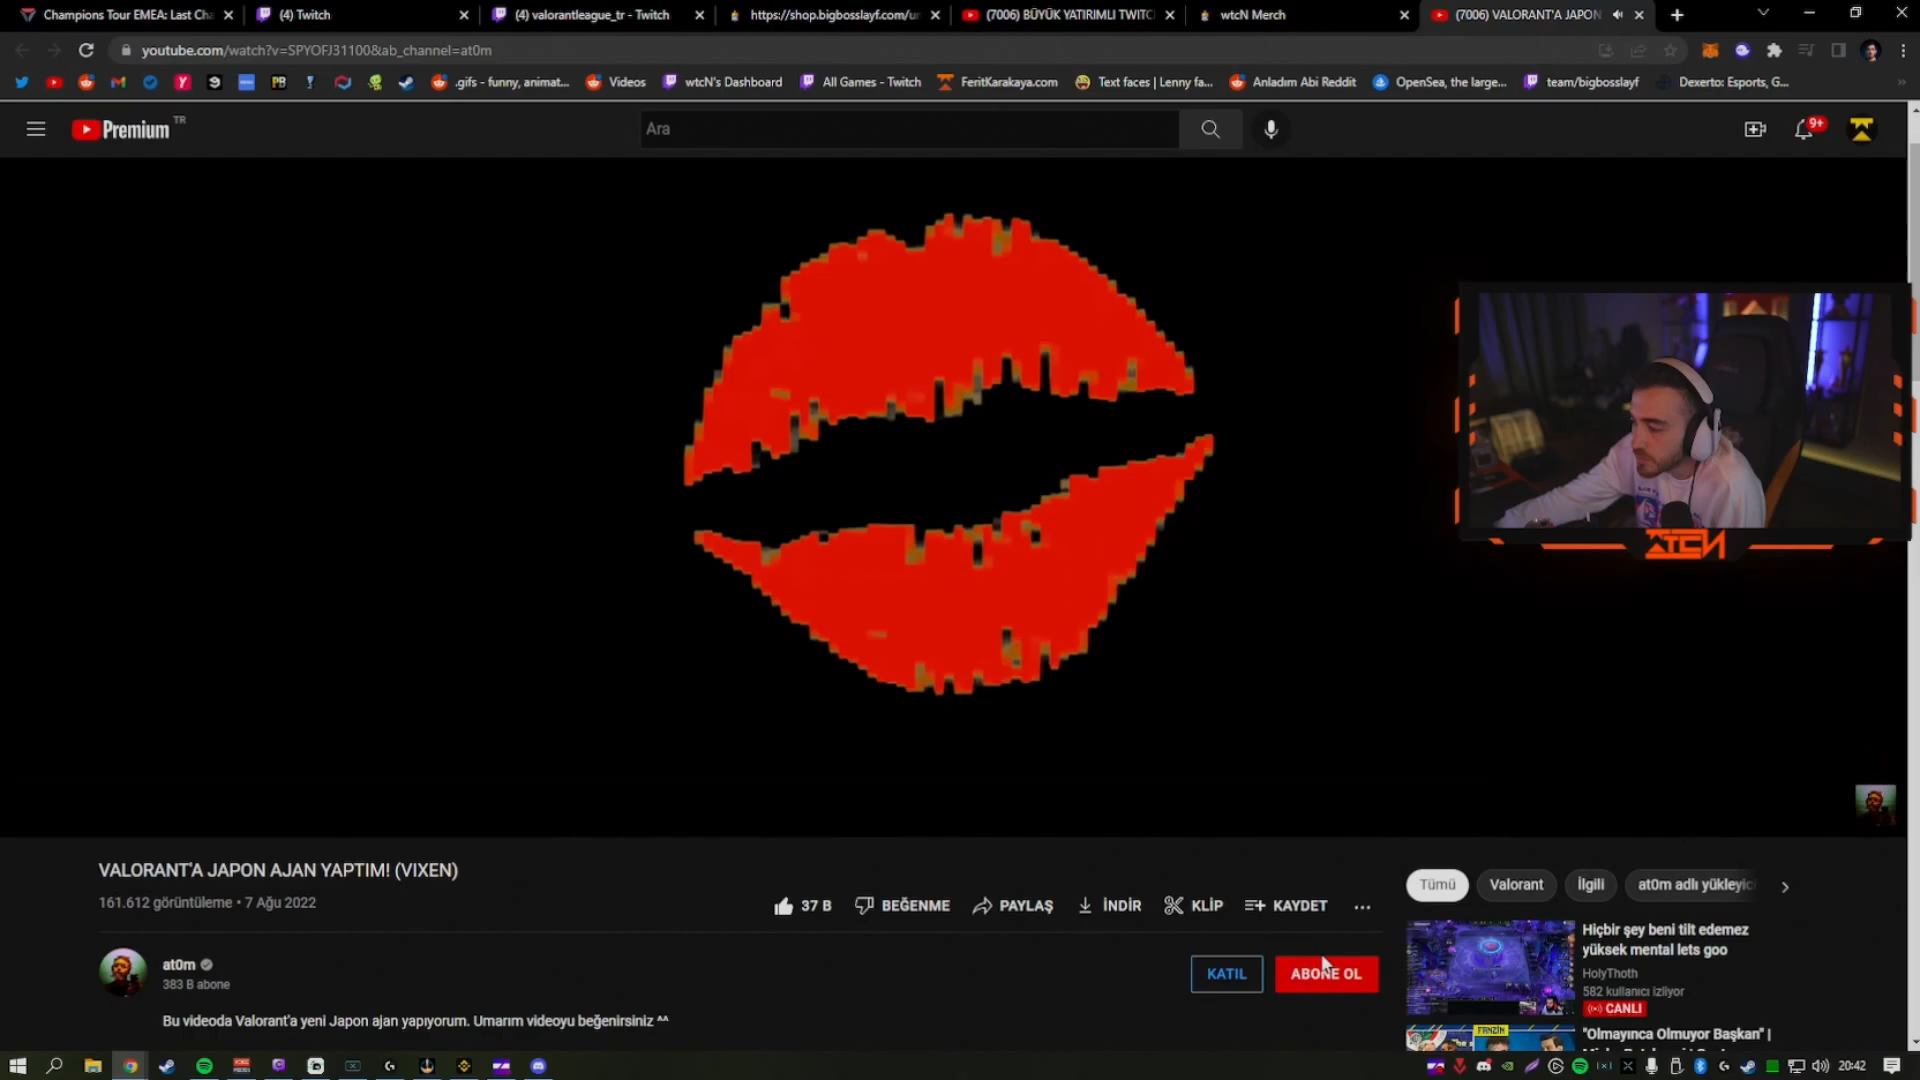 Champions Tour EMEA: Last Cha
(4) Twitch
(4) valorantleague_tr - Twitch
https://shop.bigbosslayf.com/ur
(7006) BÜYÜK YATIRIMLI TWITC
wtcN Merch
(7006) VALORANT'A JAPON
youtube.com/watch?v=SPYOFJ31100&ab_channel=at0m
.gifs - funny, animat...
Videos
wtcN's Dashboard
All Games - Twitch
FeritKarakaya.com
Text faces | Lenny fa...
Anladım Abi Reddit
OpenSea, the large...
team/bigbosslayf
Dexerto: Esports, G...
Premium TR
Ara
9+
WTCN
VALORANT'A JAPON AJAN YAPTIM! (VIXEN)
161.612 görüntüleme • 7 Ağu 2022
37 B
BEĞENME
PAYLAŞ
İNDİR
KLİP
KAYDET
at0m
383 B abone
KATIL
ABONE OL
Bu videoda Valorant'a yeni Japon ajan yapıyorum. Umarım videoyu beğenirsiniz ^^
Tümü
Valorant
İlgili
at0m adlı yükleyic
Hiçbir şey beni tilt edemez
yüksek mental lets goo
HolyThoth
582 kullanıcı izliyor
CANLI
TANZİN
"Olmayınca Olmuyor Başkan" |
20:42